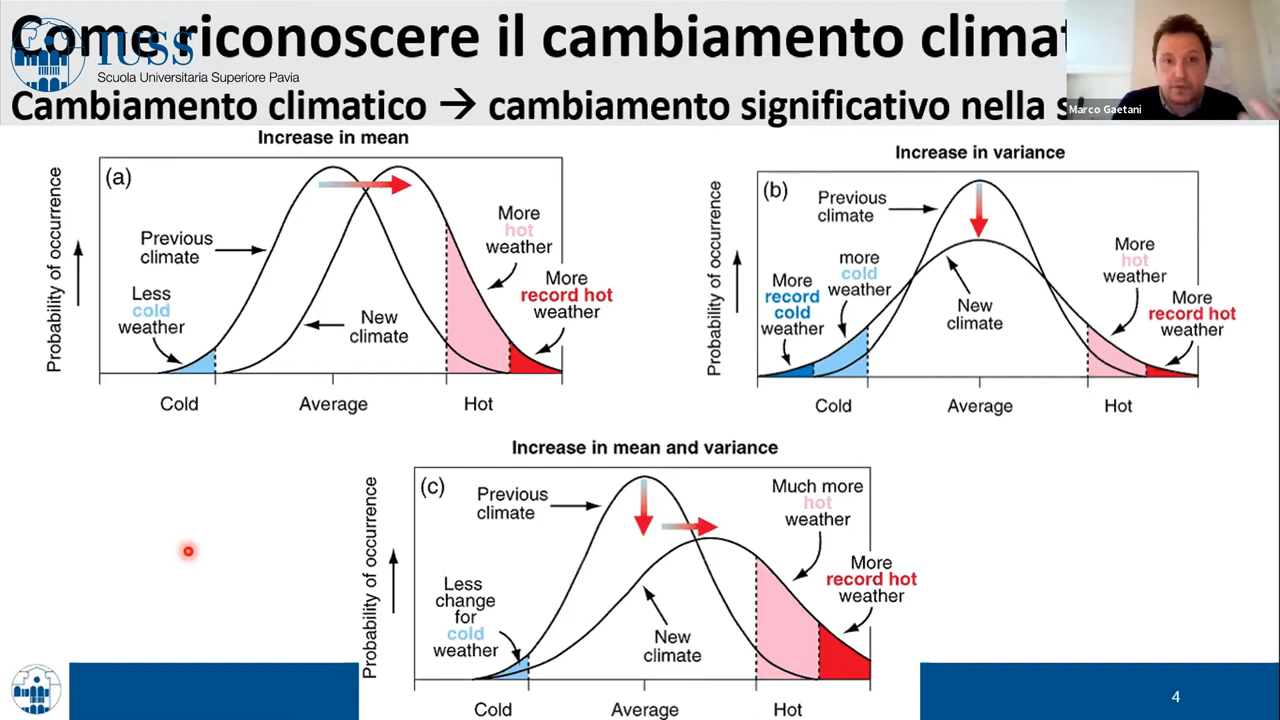 Come riconoscere il cambiamento climat
IUSS
Scuola Universitaria Superiore Pavia
Cambiamento climatico → cambiamento significativo nella s
Marco Gaetani
Increase in mean
(a)
Probability of occurrence
Previous
climate
Less
cold
weather
New
climate
More
hot
weather
More
record hot
weather
Cold
Average
Hot
Increase in variance
(b)
Probability of occurrence
Previous
climate
more
cold
weather
More
record
cold
weather
New
climate
More
hot
weather
More
record hot
weather
Cold
Average
Hot
Increase in mean and variance
(c)
Probability of occurrence
Previous
climate
Much more
hot
weather
More
record hot
weather
Less
change
for
cold
weather
New
climate
Cold
Average
Hot
4